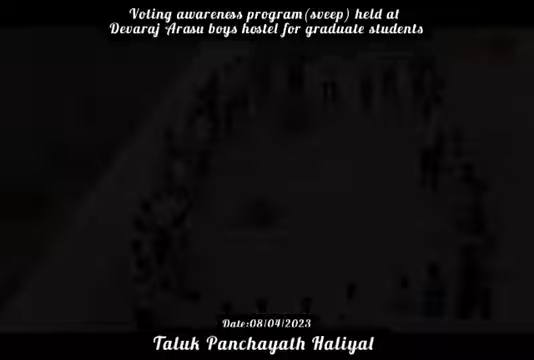 Voting awareness program(sveep) held at
Devaraj Arasu boys hostel for graduate students
Date:08/04/2023
Taluk Panchayath Haliyal